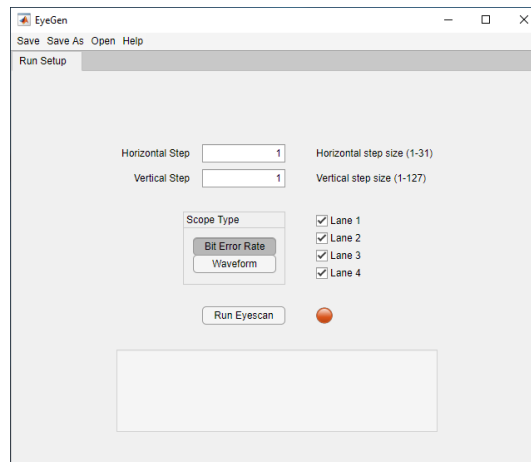 EyeGen
Save Save As Open Help
Run Setup
Horizontal Step 1 Horizontal step size (1-31)
Vertical Step 1 Vertical step size (1-127)
Scope Type
Bit Error Rate
Waveform
Lane 1
Lane 2
Lane 3
Lane 4
Run Eyescan